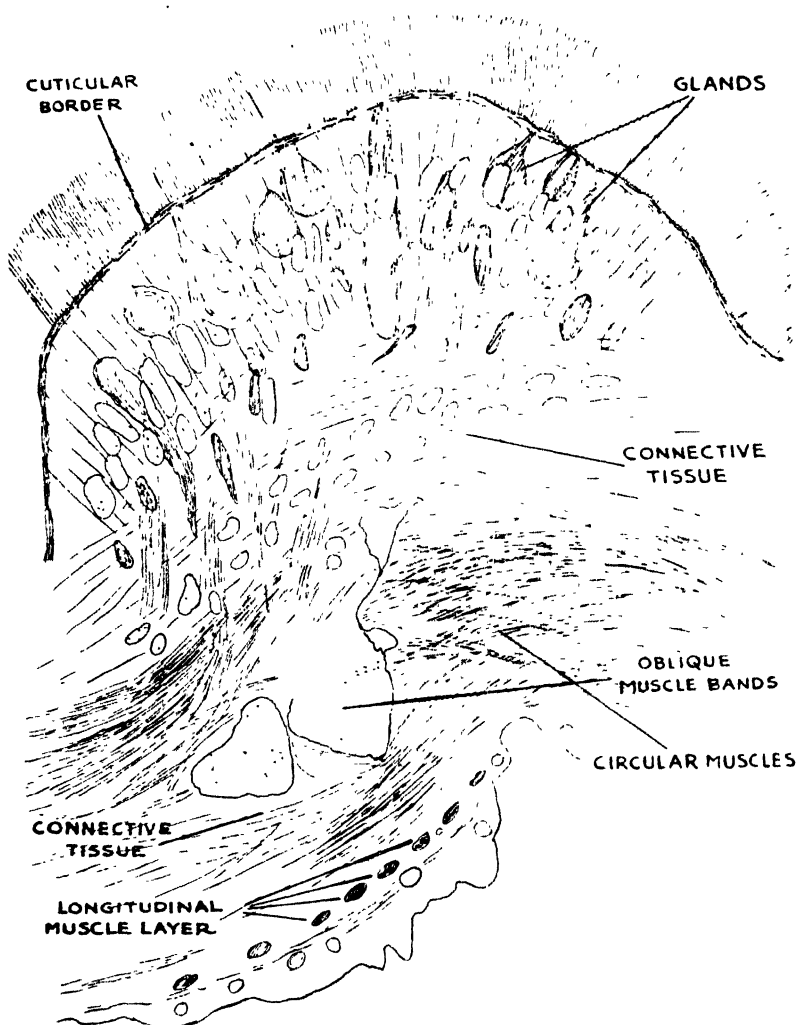 CUTICULAR
BORDER
GLANDS
CONNECTIVE
TISSUE
OBLIQUE
MUSCLE BANDS
CIRCULAR MUSCLES
CONNECTIVE
TISSUE
LONGITUDINAL
MUSCLE LAYER